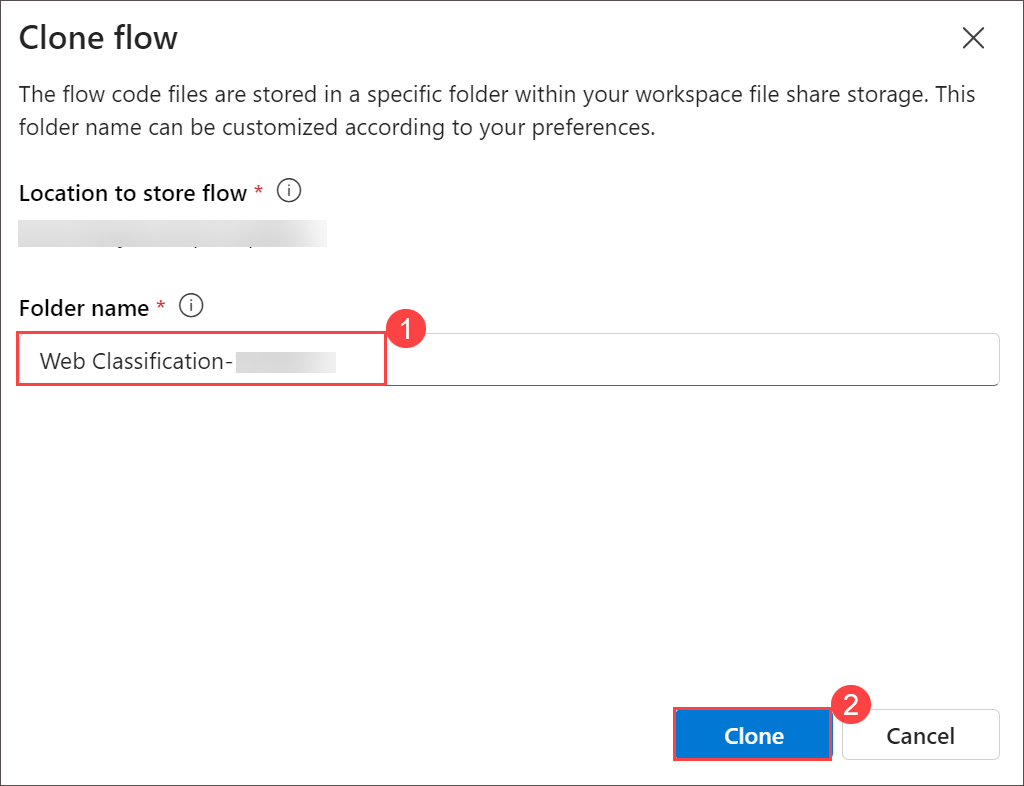 Clone flow
The flow code files are stored in a specific folder within your workspace file share storage. This
folder name can be customized according to your preferences.
Location to store flow *
Folder name *
1
Web Classification-
2
Clone
Cancel